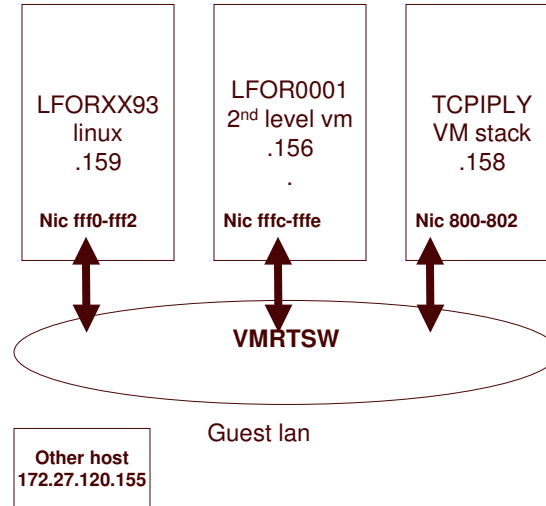 LFORXX93
linux
.159
Nic fff0-fff2
LFOR0001
2nd level vm
.156
.
Nic fffc-fffe
TCPIPLY
VM stack
.158
Nic 800-802
VMRTSW
Guest lan
Other host
172.27.120.155